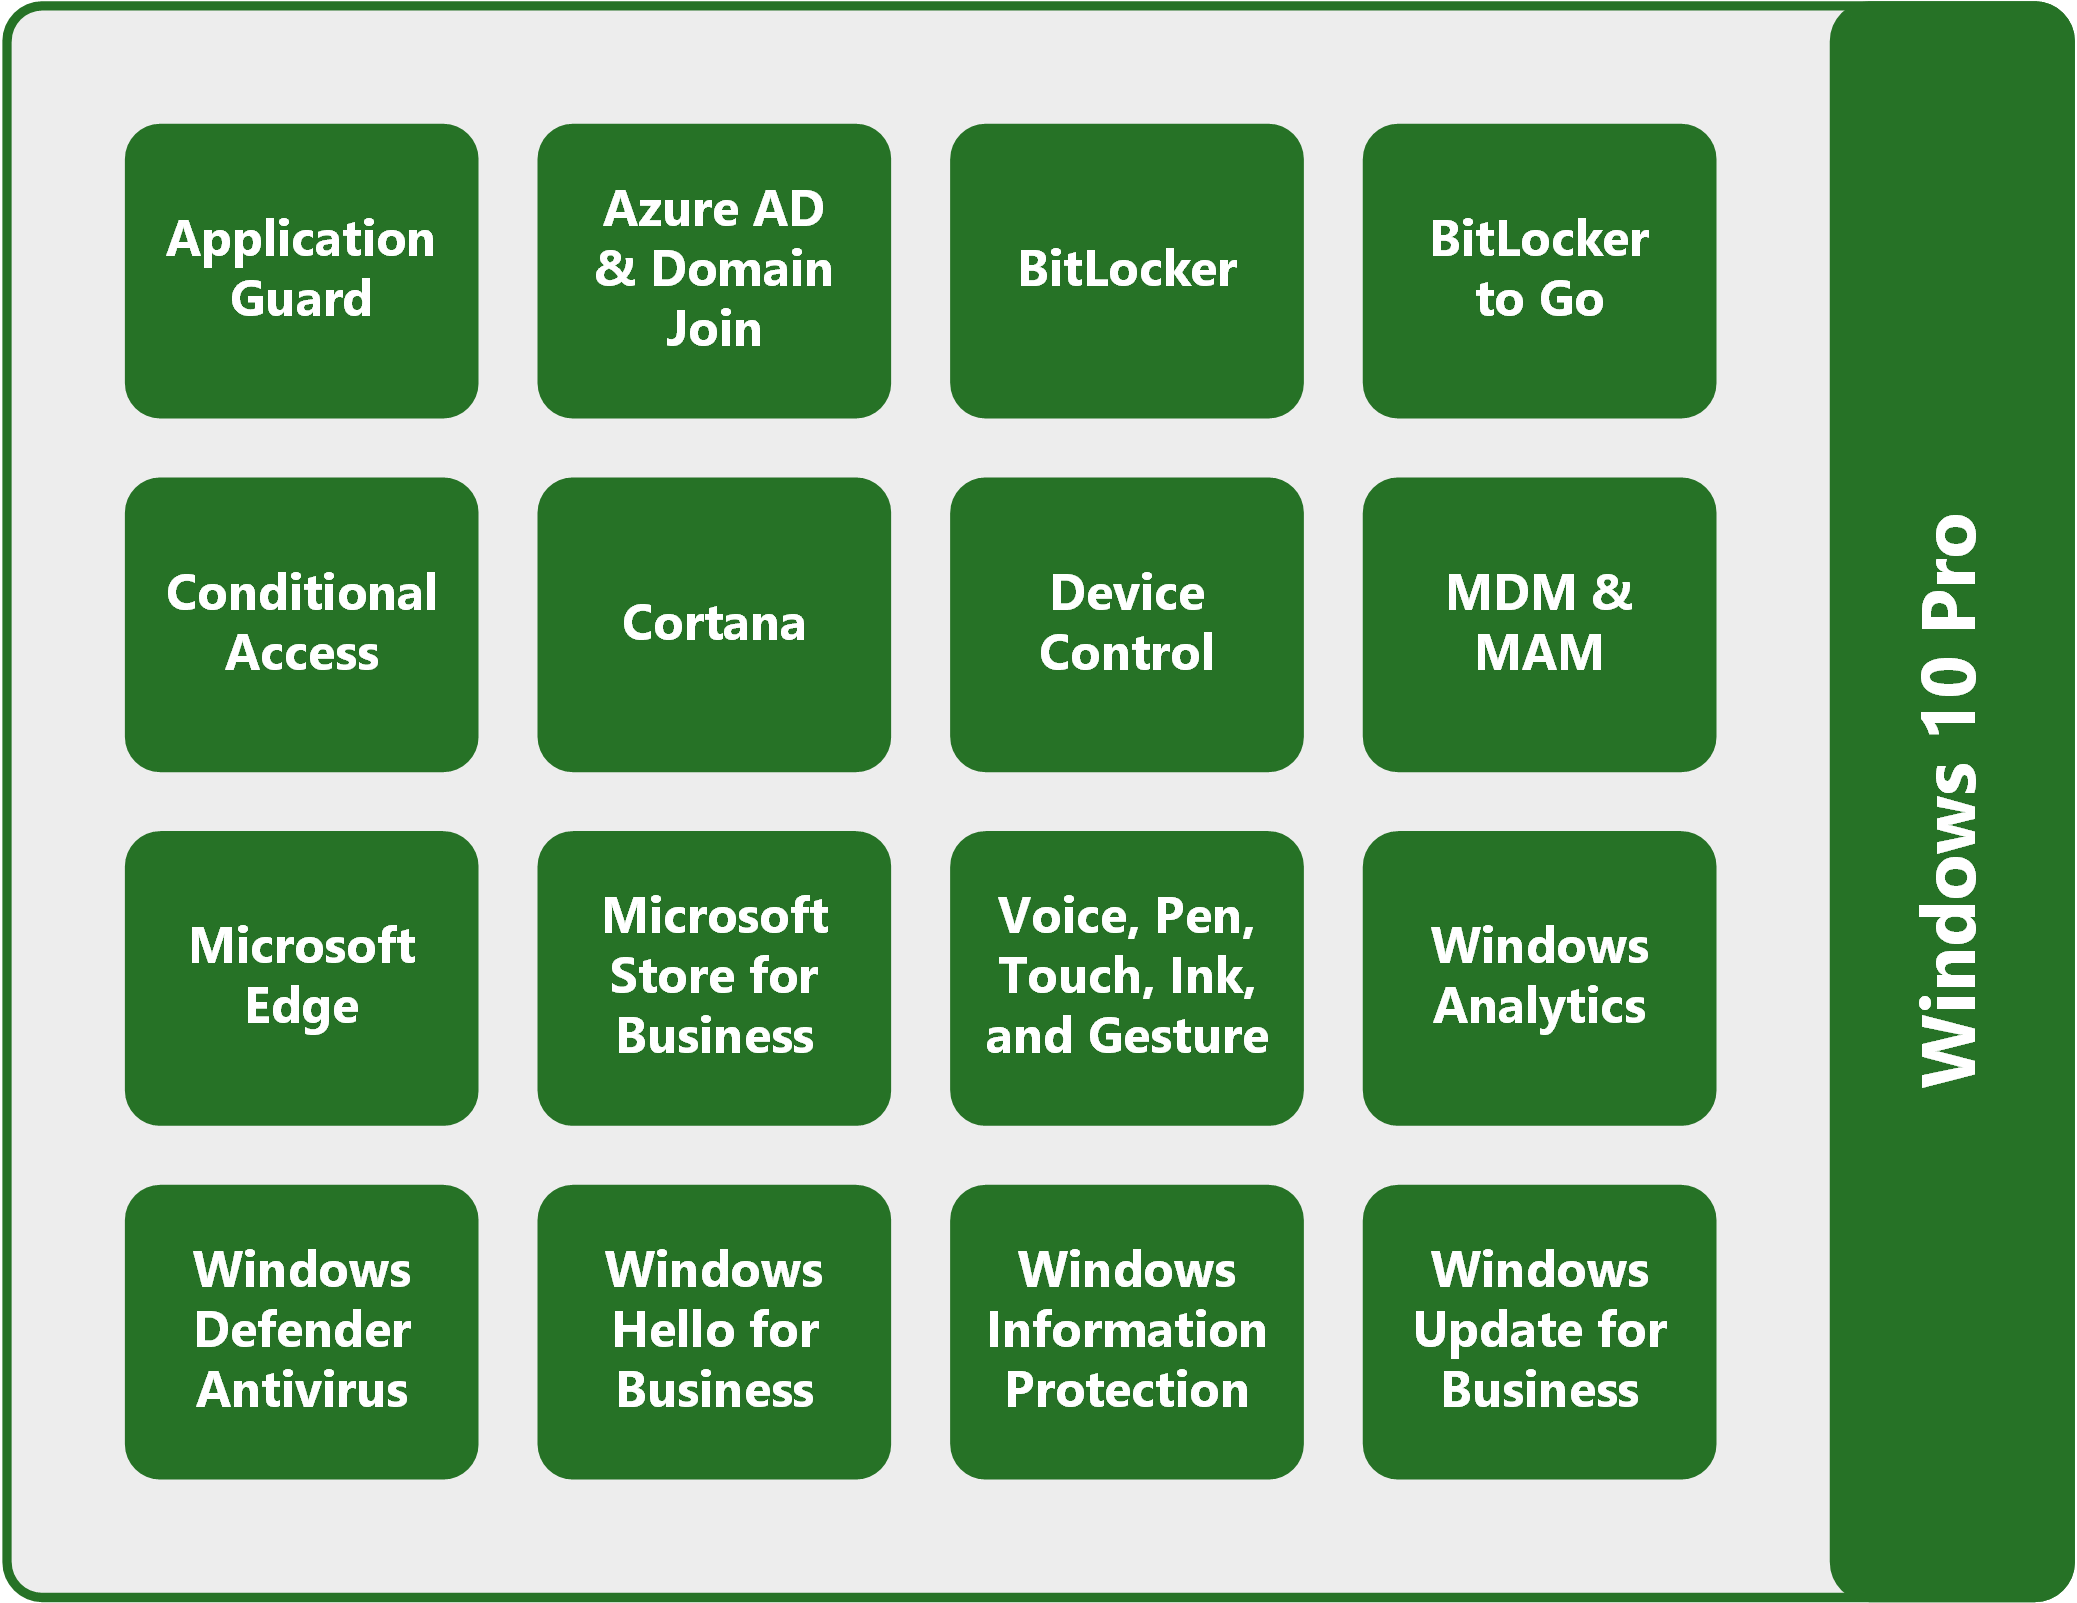 Application
Guard
Azure AD
& Domain
Join
BitLocker
BitLocker
to Go
Conditional
Access
Cortana
Device
Control
MDM &
MAM
Microsoft
Edge
Microsoft
Store for
Business
Voice, Pen,
Touch, Ink,
and Gesture
Windows
Analytics
Windows
Defender
Antivirus
Windows
Hello for
Business
Windows
Information
Protection
Windows
Update for
Business
Windows 10 Pro